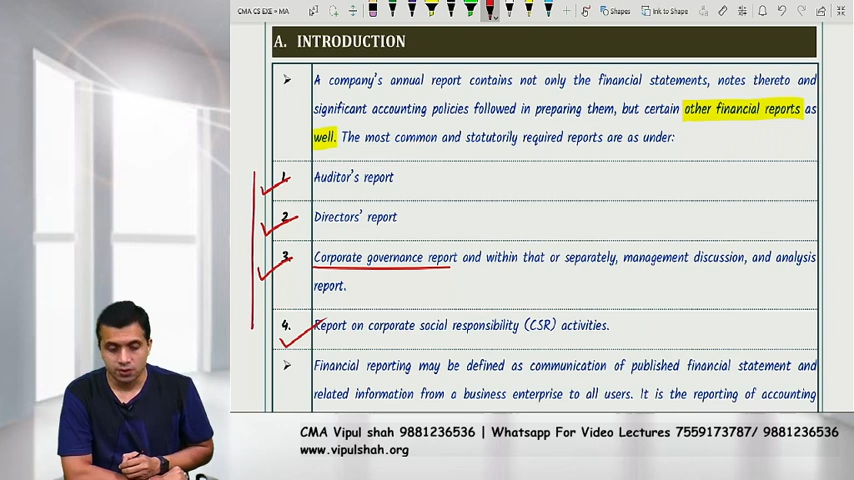 CMA CS EXE = MA
Shapes
Ink to Shape
A. INTRODUCTION
A company's annual report contains not only the financial statements, notes thereto and
significant accounting policies followed in preparing them, but certain other financial reports as
well. The most common and statutorily required reports are as under:
1. Auditor's report
2. Directors' report
3. Corporate governance report and within that or separately, management discussion, and analysis
report.
4. Report on corporate social responsibility (CSR) activities.
Financial reporting may be defined as communication of published financial statement and
related information from a business enterprise to all users. It is the reporting of accounting
CMA Vipul shah 9881236536 | Whatsapp For Video Lectures 7559173787/ 9881236536
www.vipulshah.org